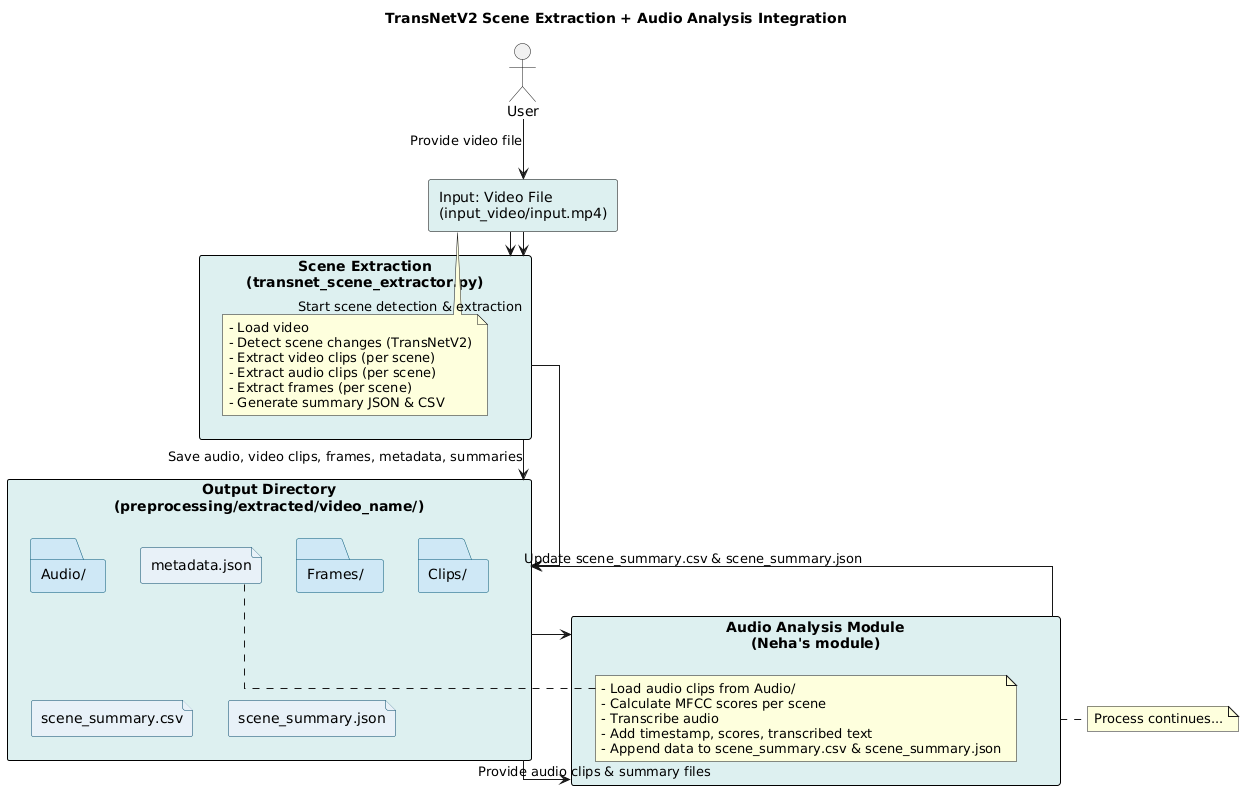 TransNetV2 Scene Extraction + Audio Analysis Integration
User
Provide video file
Input: Video File
(input_video/input.mp4)
Scene Extraction
(transnet_scene_extractor.py)
Start scene detection & extraction
- Load video
- Detect scene changes (TransNetV2)
- Extract video clips (per scene)
- Extract audio clips (per scene)
- Extract frames (per scene)
- Generate summary JSON & CSV
Save audio, video clips, frames, metadata, summaries
Output Directory
(preprocessing/extracted/video_name/)
Audio/
metadata.json
Frames/
Clips/
Update scene_summary.csv & scene_summary.json
scene_summary.csv
scene_summary.json
Audio Analysis Module
(Neha's module)
- Load audio clips from Audio/
- Calculate MFCC scores per scene
- Transcribe audio
- Add timestamp, scores, transcribed text
- Append data to scene_summary.csv & scene_summary.json
Process continues...
Provide audio clips & summary files